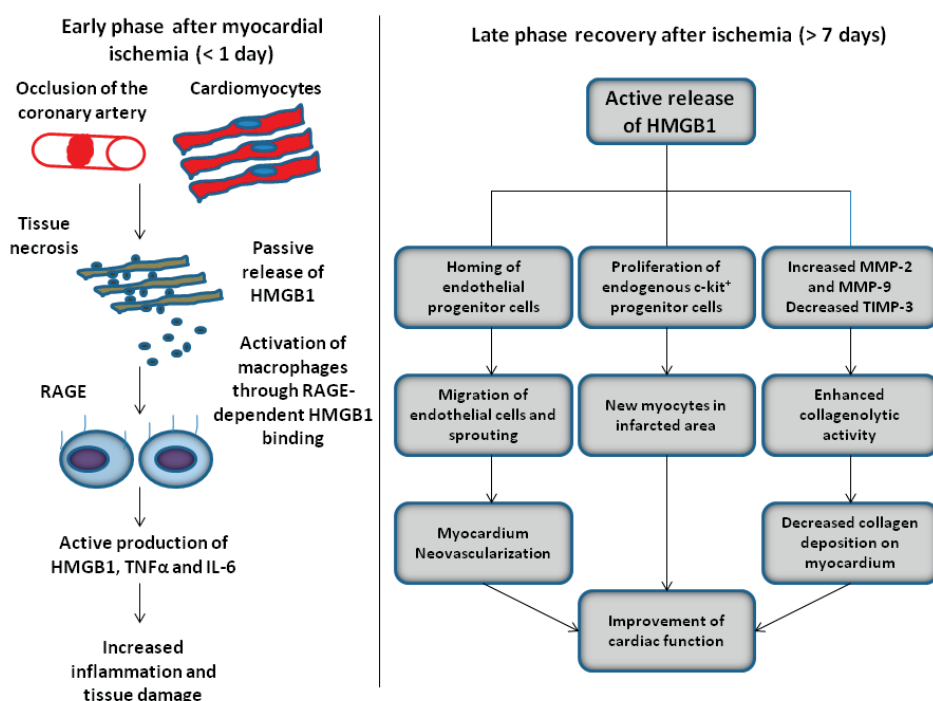 Early phase after myocardial
ischemia (< 1 day)
Occlusion of the
coronary artery
Cardiomyocytes
Tissue
necrosis
Passive
release of
HMGB1
Activation of
macrophages
through RAGE-
dependent HMGB1
binding
RAGE
Active production of
HMGB1, TNFα and IL-6
Increased
inflammation and
tissue damage
Late phase recovery after ischemia (> 7 days)
Active release
of HMGB1
Homing of
endothelial
progenitor cells
Proliferation of
endogenous c-kit⁺
progenitor cells
Increased MMP-2
and MMP-9
Decreased TIMP-3
Migration of
endothelial cells and
sprouting
New myocytes in
infarcted area
Enhanced
collagenolytic
activity
Myocardium
Neovascularization
Decreased collagen
deposition on
myocardium
Improvement of
cardiac function